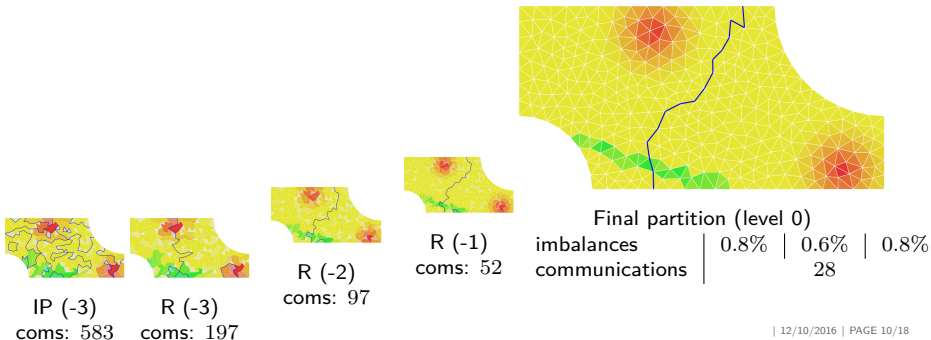 IP (-3)
coms: 583
R (-3)
coms: 197
R (-2)
coms: 97
R (-1)
coms: 52
Final partition (level 0)
imbalances 0.8% 0.6% 0.8%
communications 28
| 12/10/2016 | PAGE 10/18